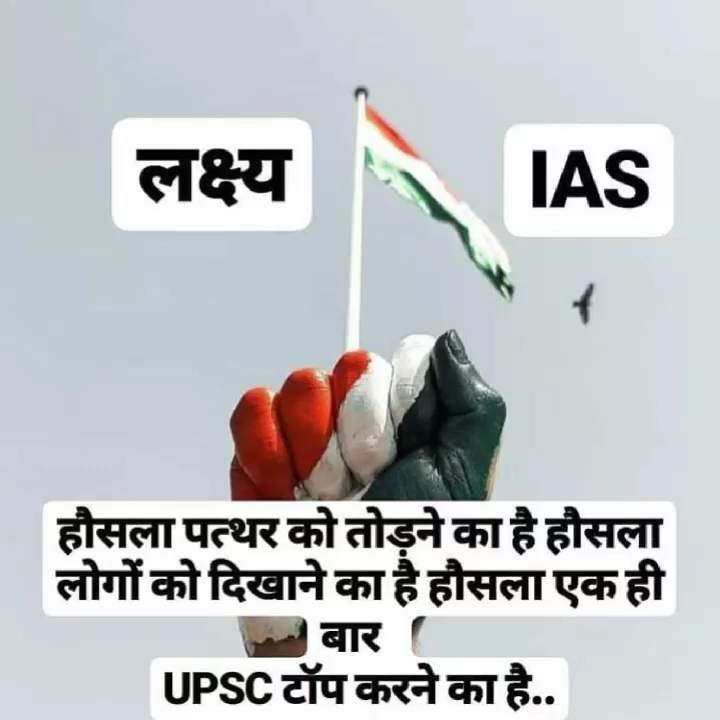 लक्ष्य
IAS
हौसला पत्थर को तोड़ने का है हौसला
लोगों को दिखाने का है हौसला एक ही
बार
UPSC टॉप करने का है..